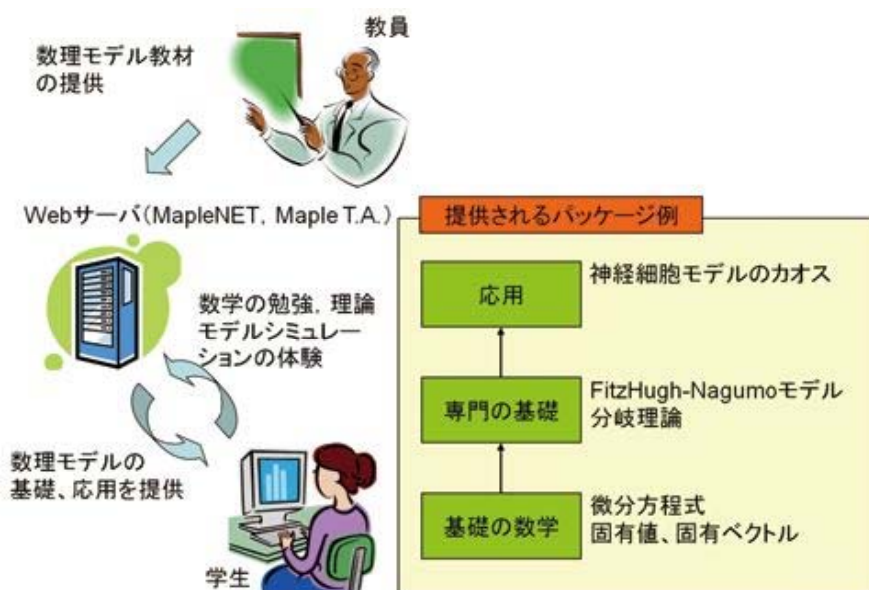 教員
数理モデル教材
の提供
Webサーバ(MapleNET, Maple T.A.)
数学の勉強, 理論
モデルシミュレー
ションの体験
数理モデルの
基礎、応用を提供
学生
提供されるパッケージ例
応用
神経細胞モデルのカオス
専門の基礎
FitzHugh-Nagumoモデル
分岐理論
基礎の数学
微分方程式
固有値、固有ベクトル